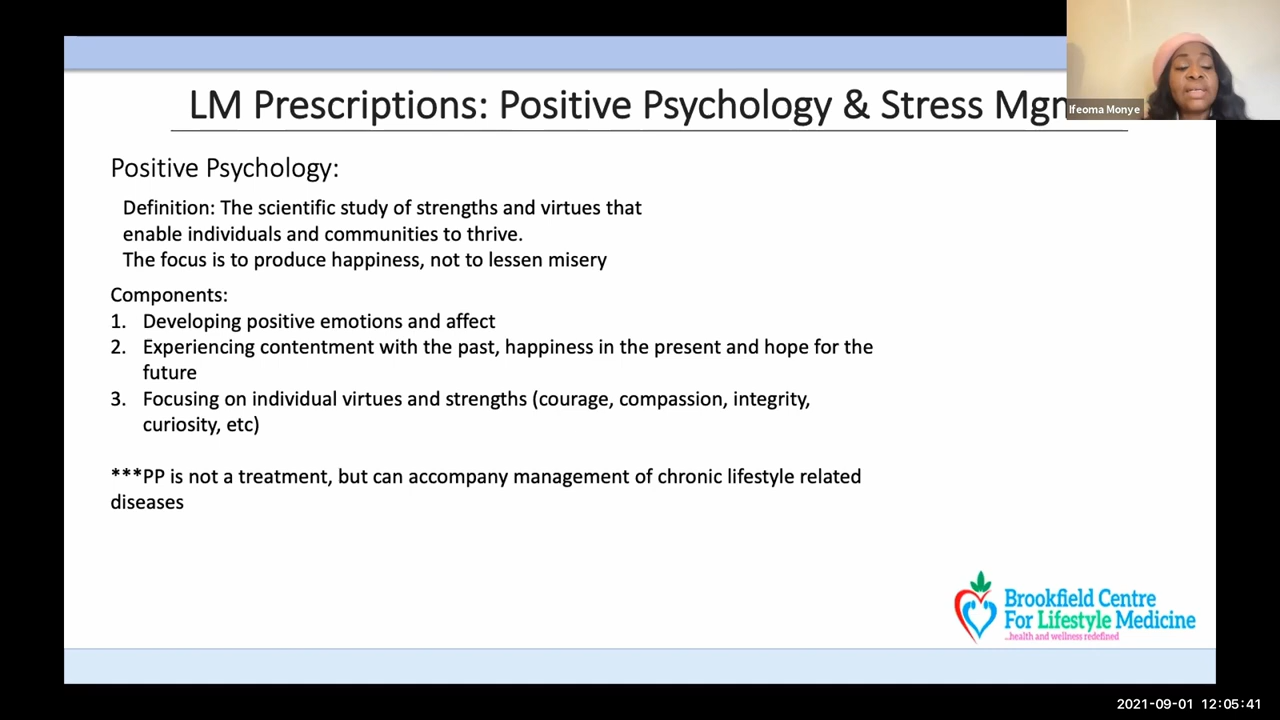 LM Prescriptions: Positive Psychology & Stress Mg
Ifeoma Monye
Positive Psychology:
Definition: The scientific study of strengths and virtues that
enable individuals and communities to thrive.
The focus is to produce happiness, not to lessen misery
Components:
1. Developing positive emotions and affect
2. Experiencing contentment with the past, happiness in the present and hope for the
future
3. Focusing on individual virtues and strengths (courage, compassion, integrity,
curiosity, etc)
***PP is not a treatment, but can accompany management of chronic lifestyle related
diseases
Brookfield Centre
For Lifestyle Medicine
...health and wellness redefined
2021-09-01 12:05:41